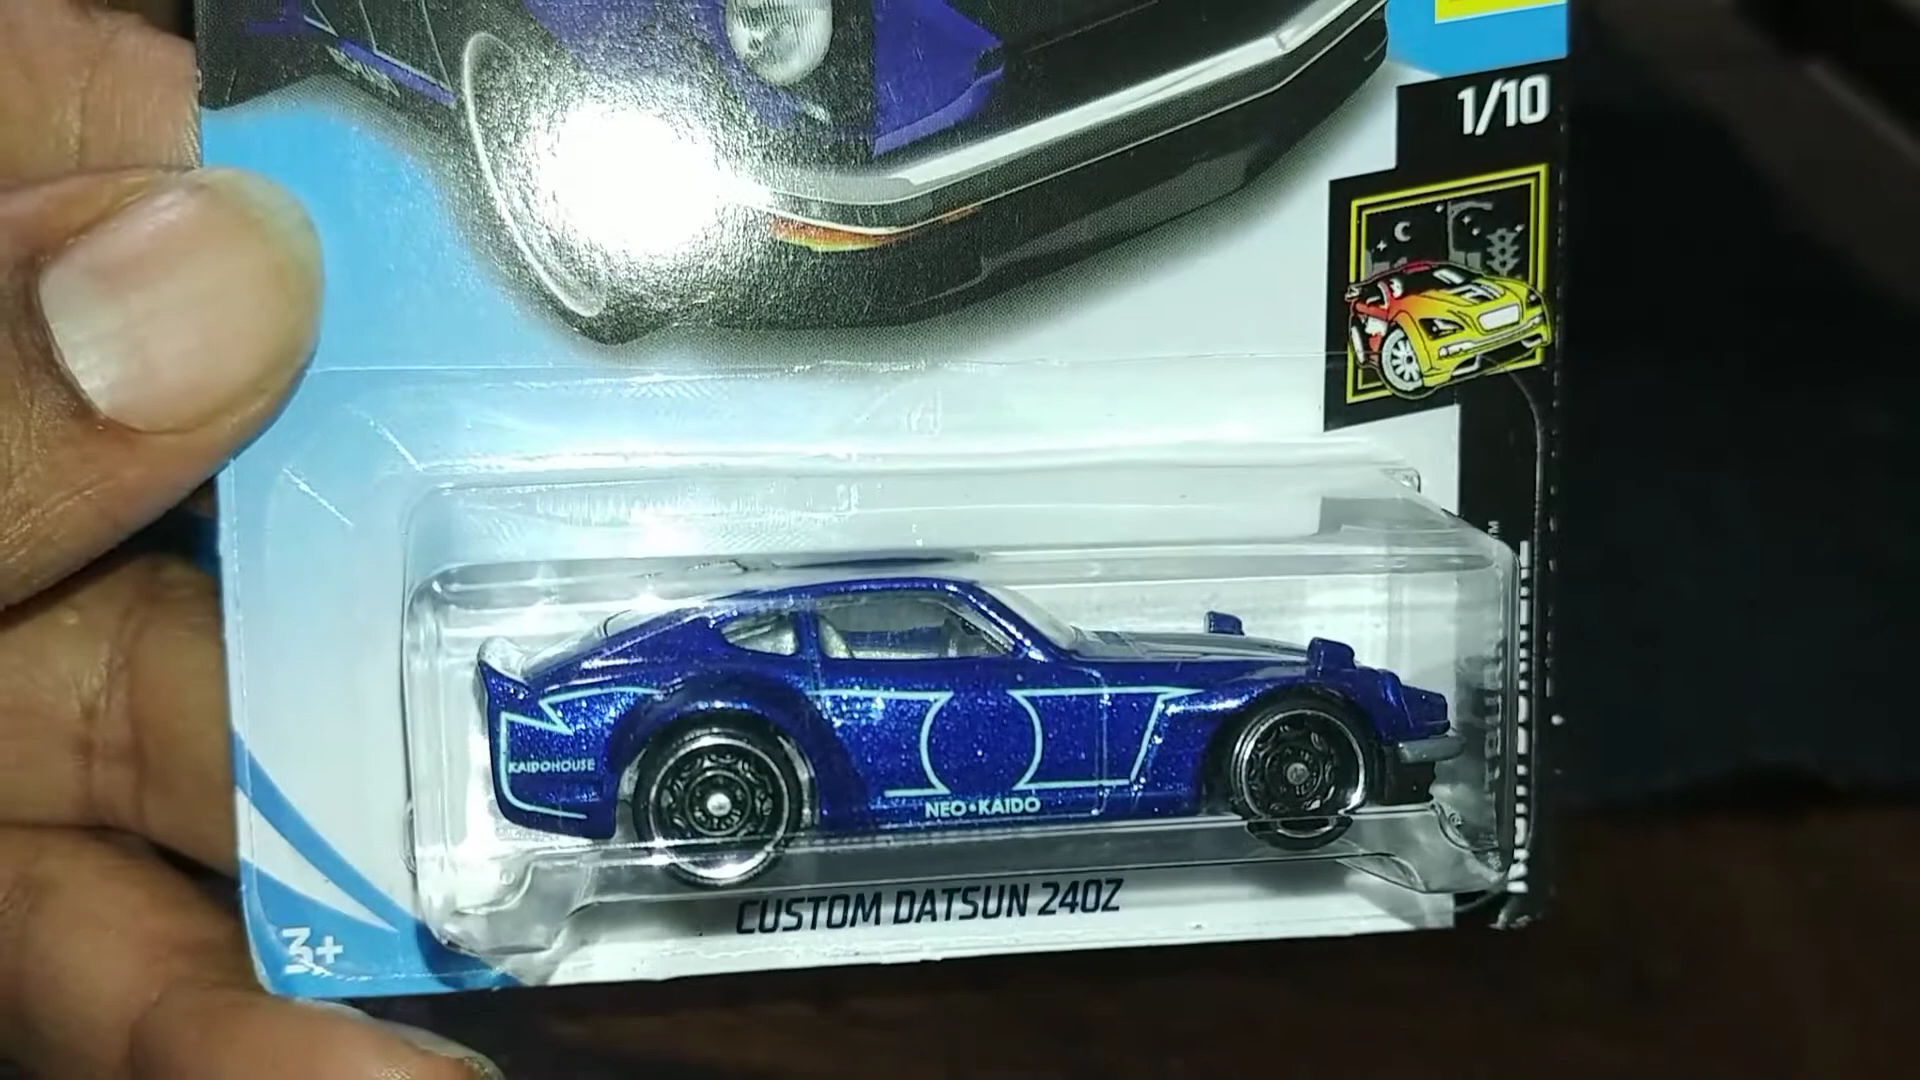 1/10
KAIDOHOUSE
NEO•KAIDO
CUSTOM DATSUN 240Z
3+